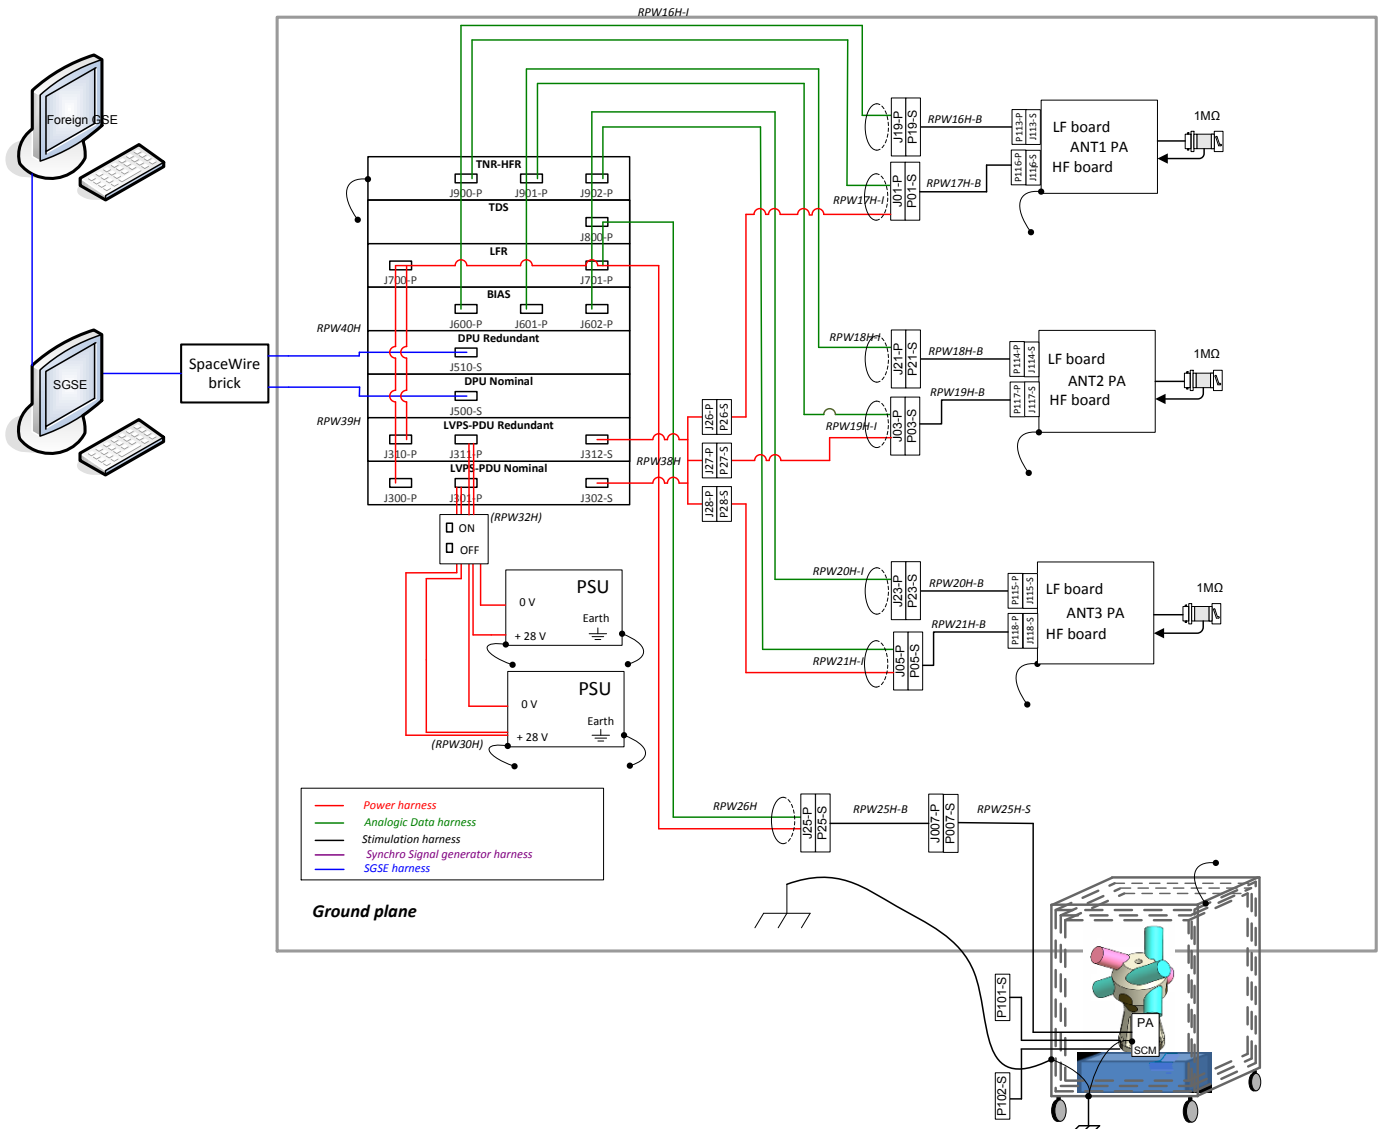 RPW16H-I
Foreign GSE
SGSE
SpaceWire
brick
RPW40H
RPW39H
TNR-HFR
J900-P
J901-P
J902-P
TDS
J800-P
LFR
J700-P
J701-P
BIAS
J600-P
J601-P
J602-P
DPU Redundant
J510-S
DPU Nominal
J500-S
LVPS-PDU Redundant
J310-P
J311-P
J312-S
LVPS-PDU Nominal
J300-P
J301-P
J302-S
(RPW32H)
ON
OFF
PSU
0 V
Earth
+ 28 V
PSU
0 V
Earth
+ 28 V
(RPW30H)
RPW38H
J26-P
P26-S
J27-P
P27-S
J28-P
P28-S
J19-P
P19-S
RPW16H-B
P113-P
J113-S
LF board
ANT1 PA
HF board
1MΩ
RPW17H-I
J01-P
P01-S
RPW17H-B
P116-P
J116-S
RPW18H-I
J21-P
P21-S
RPW18H-B
P114-P
J114-S
LF board
ANT2 PA
HF board
1MΩ
RPW19H-I
J03-P
P03-S
RPW19H-B
P117-P
J117-S
RPW20H-I
J23-P
P23-S
RPW20H-B
P115-P
J115-S
LF board
ANT3 PA
HF board
1MΩ
RPW21H-I
J05-P
P05-S
RPW21H-B
P118-P
J118-S
RPW26H
J25-P
P25-S
RPW25H-B
J007-P
P007-S
RPW25H-S
Power harness
Analogic Data harness
Stimulation harness
Synchro Signal generator harness
SGSE harness
Ground plane
P101-S
P102-S
PA
SCM